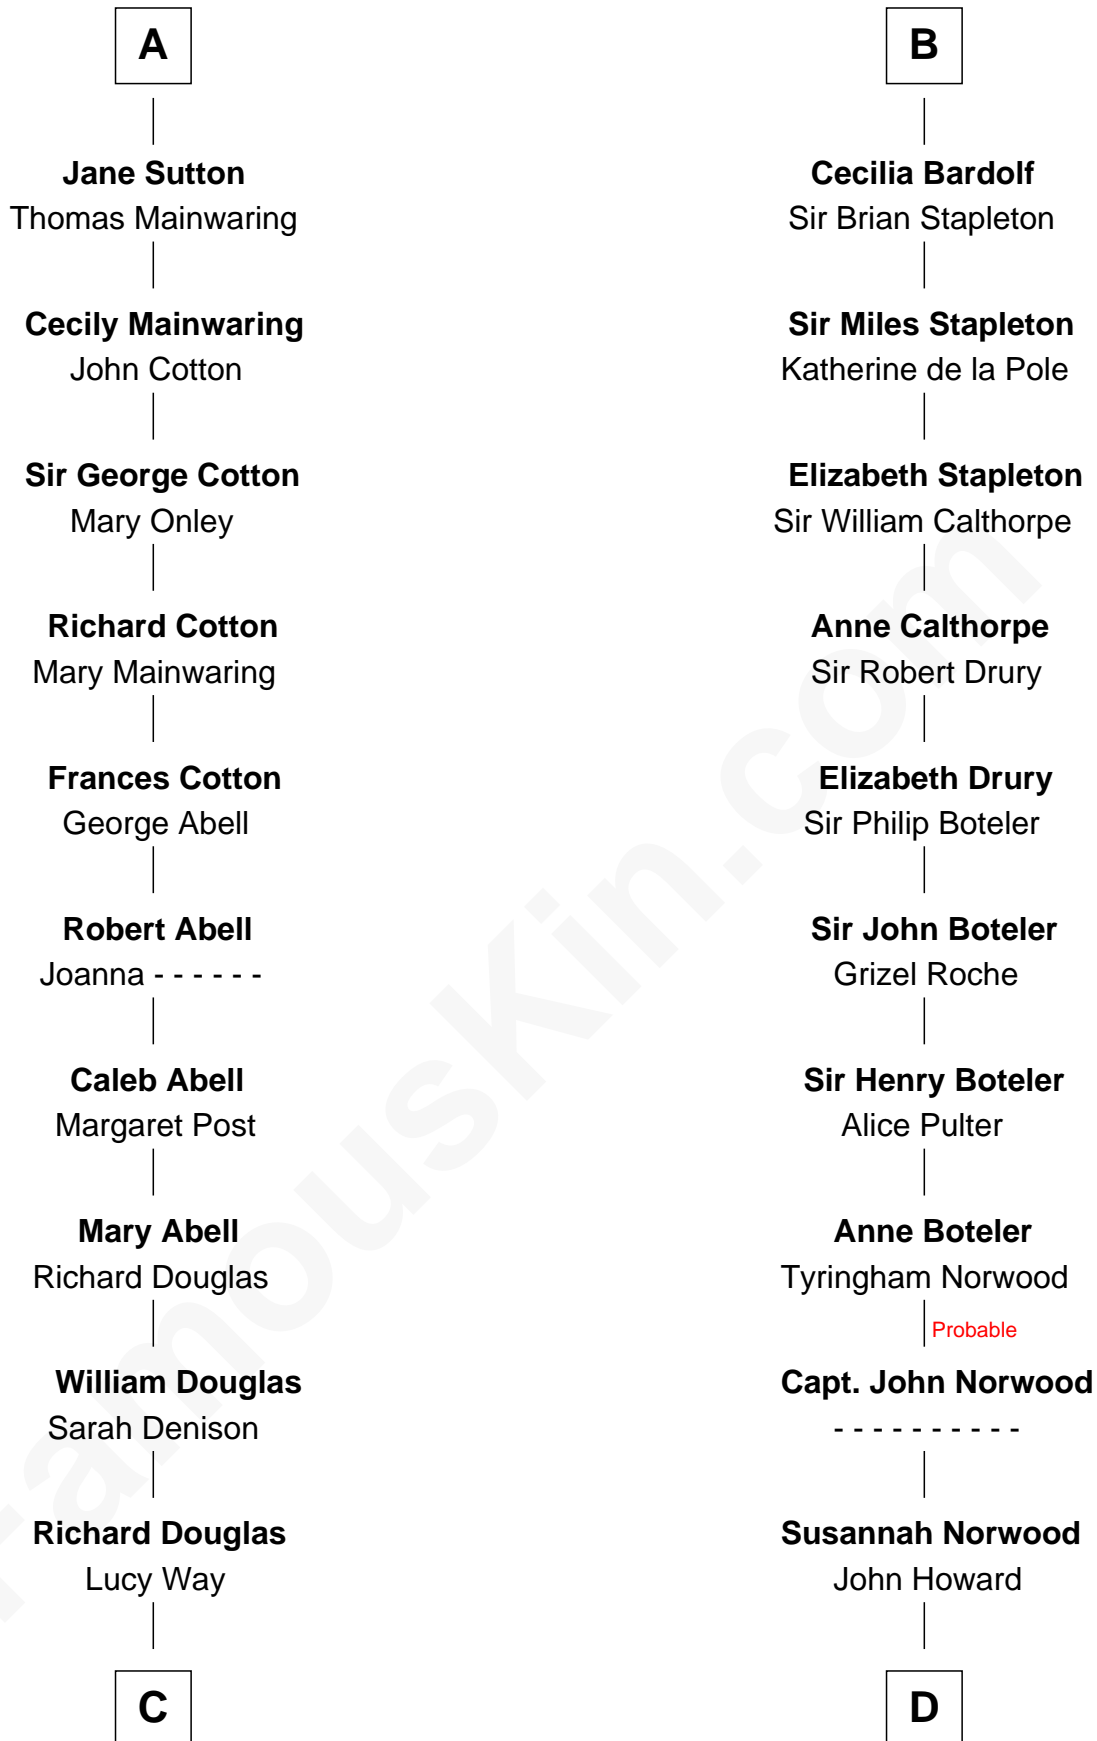 A
Jane Sutton
Thomas Mainwaring
Cecily Mainwaring
John Cotton
Sir George Cotton
Mary Onley
Richard Cotton
Mary Mainwaring
Frances Cotton
George Abell
Robert Abell
Joanna - - - - - -
Caleb Abell
Margaret Post
Mary Abell
Richard Douglas
William Douglas
Sarah Denison
Richard Douglas
Lucy Way
C
B
Cecilia Bardolf
Sir Brian Stapleton
Sir Miles Stapleton
Katherine de la Pole
Elizabeth Stapleton
Sir William Calthorpe
Anne Calthorpe
Sir Robert Drury
Elizabeth Drury
Sir Philip Boteler
Sir John Boteler
Grizel Roche
Sir Henry Boteler
Alice Pulter
Anne Boteler
Tyringham Norwood
Probable
Capt. John Norwood
- - - - - - - - - -
Susannah Norwood
John Howard
D
FamousKin.com